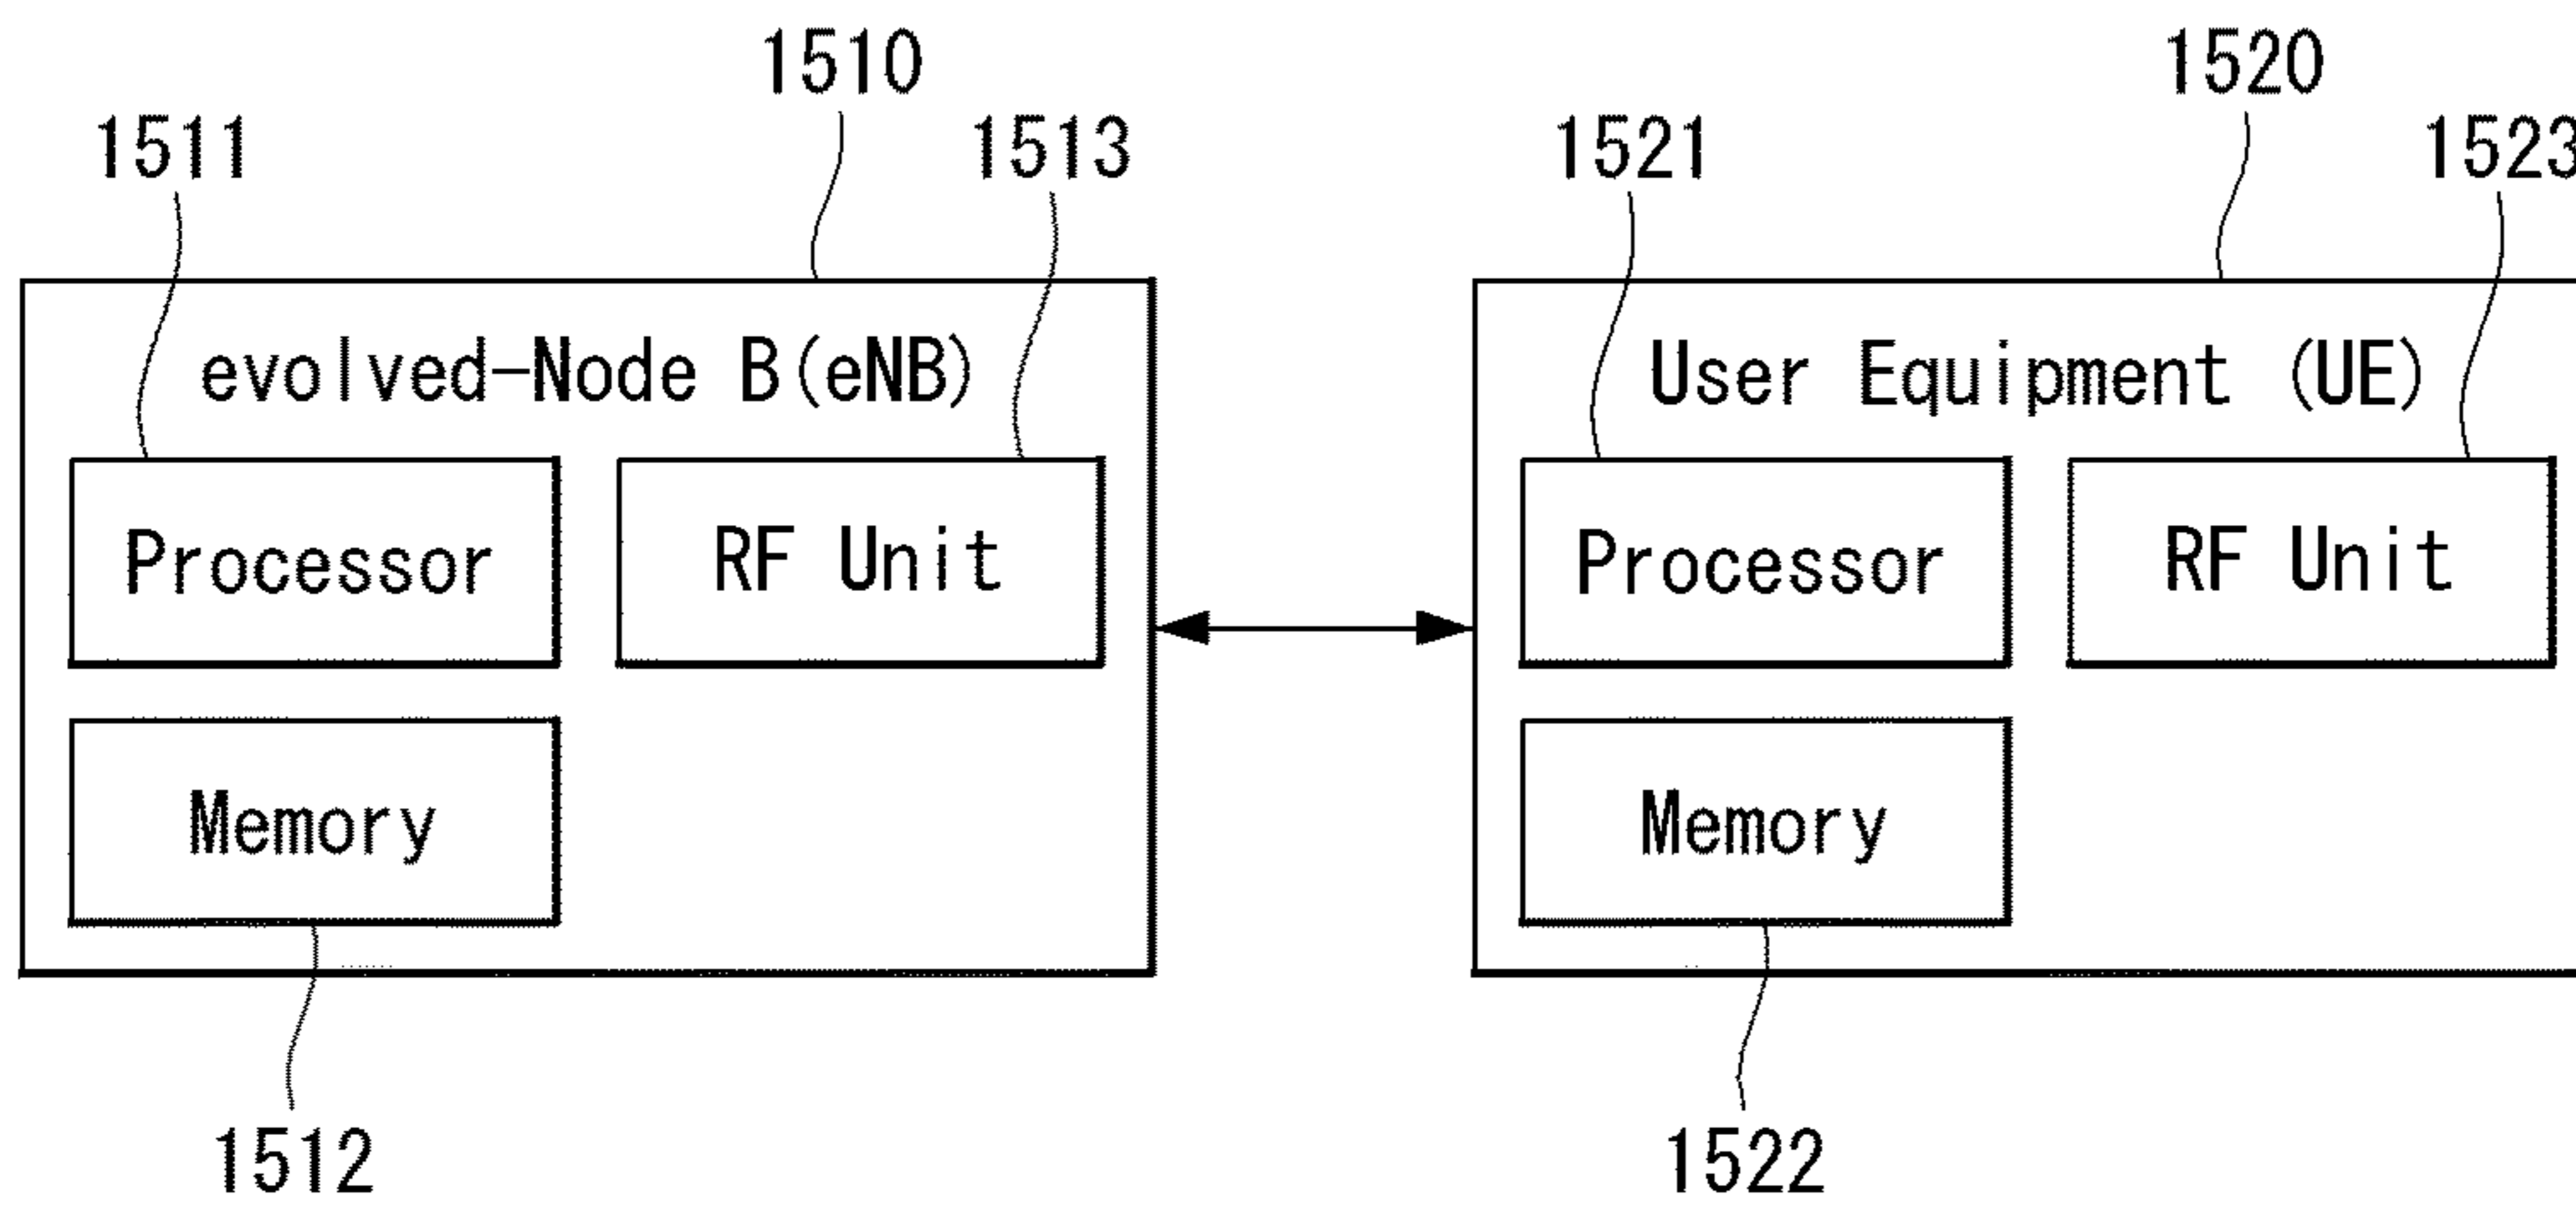 1510
1520
1511
1513
1521
1523
evolved-Node B(eNB)
User Equipment (UE)
Processor
RF Unit
Processor
RF Unit
Memory
Memory
1512
1522